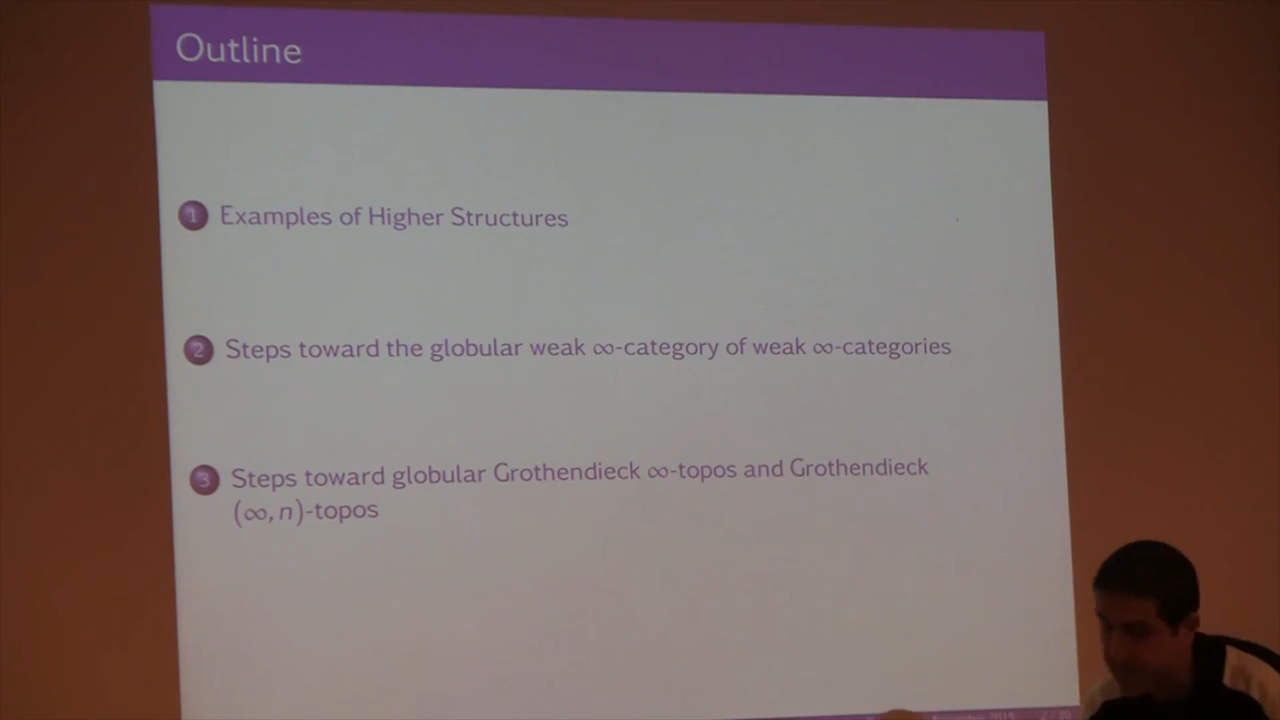 Outline
1 Examples of Higher Structures
2 Steps toward the globular weak ∞-category of weak ∞-categories
3 Steps toward globular Grothendieck ∞-topos and Grothendieck
(∞, n)-topos